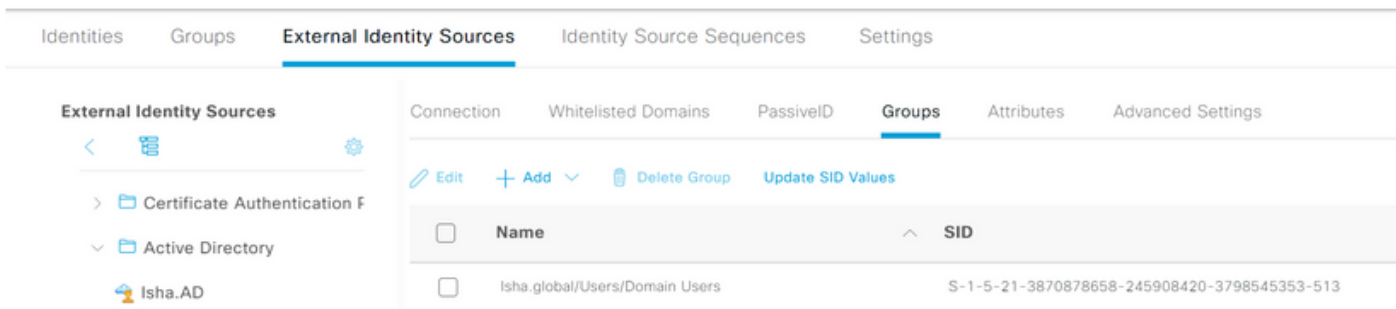 Identities Groups External Identity Sources Identity Source Sequences Settings
External Identity Sources
Connection Whitelisted Domains PassiveID Groups Attributes Advanced Settings
Edit Add Delete Group Update SID Values
Certificate Authentication F
Name SID
Active Directory
Isha.global/Users/Domain Users S-1-5-21-3870878658-245908420-3798545353-513
Isha.AD